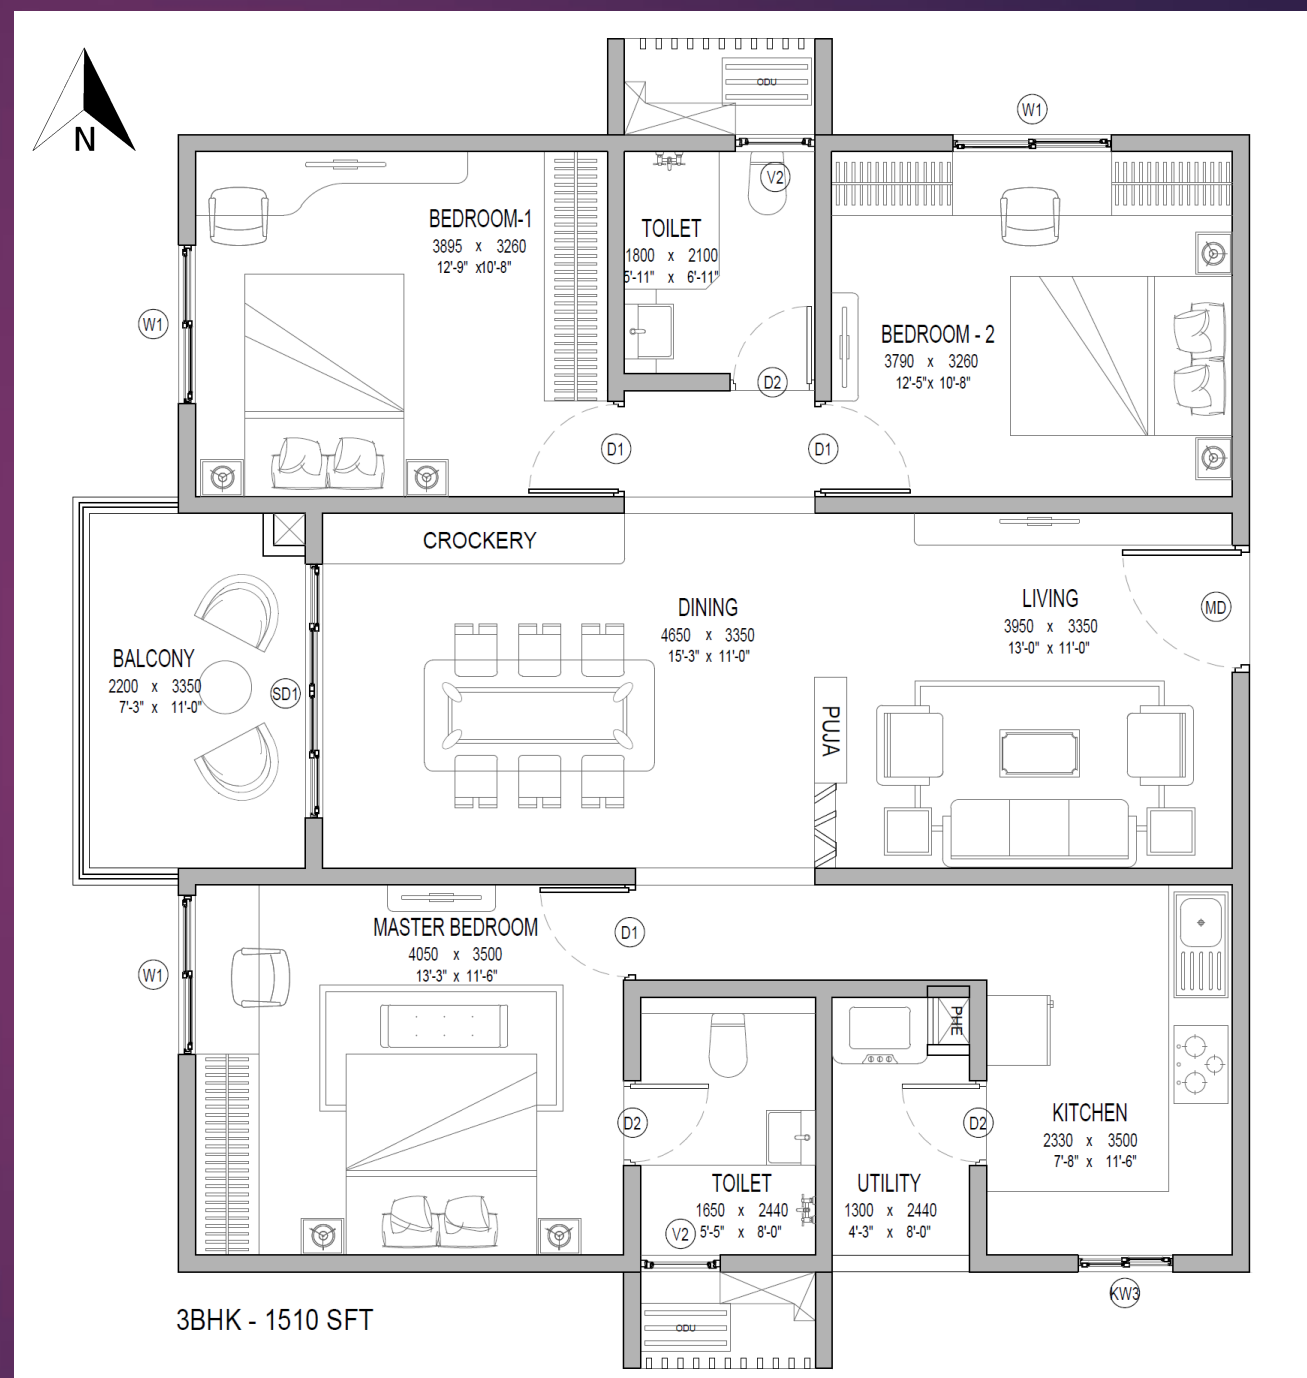 N
ODU
W1
V2
BEDROOM-1
3895 x 3260
12'-9" x10'-8"
TOILET
1800 x 2100
5'-11" x 6'-11"
W1
BEDROOM - 2
3790 x 3260
12'-5"x 10'-8"
D2
D1
D1
CROCKERY
DINING
4650 x 3350
15'-3" x 11'-0"
LIVING
3950 x 3350
13'-0" x 11'-0"
MD
BALCONY
2200 x 3350
7'-3" x 11'-0"
SD1
PUJA
MASTER BEDROOM
4050 x 3500
13'-3" x 11'-6"
D1
W1
PHE
D2
D2
KITCHEN
2330 x 3500
7'-8" x 11'-6"
TOILET
1650 x 2440
5'-5" x 8'-0"
V2
UTILITY
1300 x 2440
4'-3" x 8'-0"
KW3
ODU
3BHK - 1510 SFT